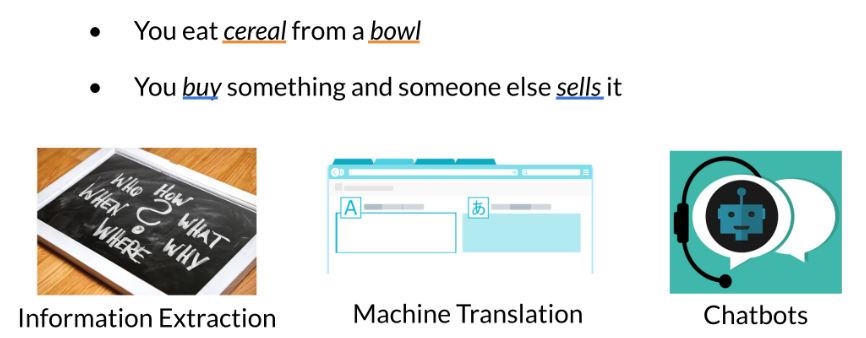 You eat cereal from a bowl
You buy something and someone else sells it
WHO HOW
WHEN ? WHAT
WHERE WHY
A あ
Information Extraction
Machine Translation
Chatbots